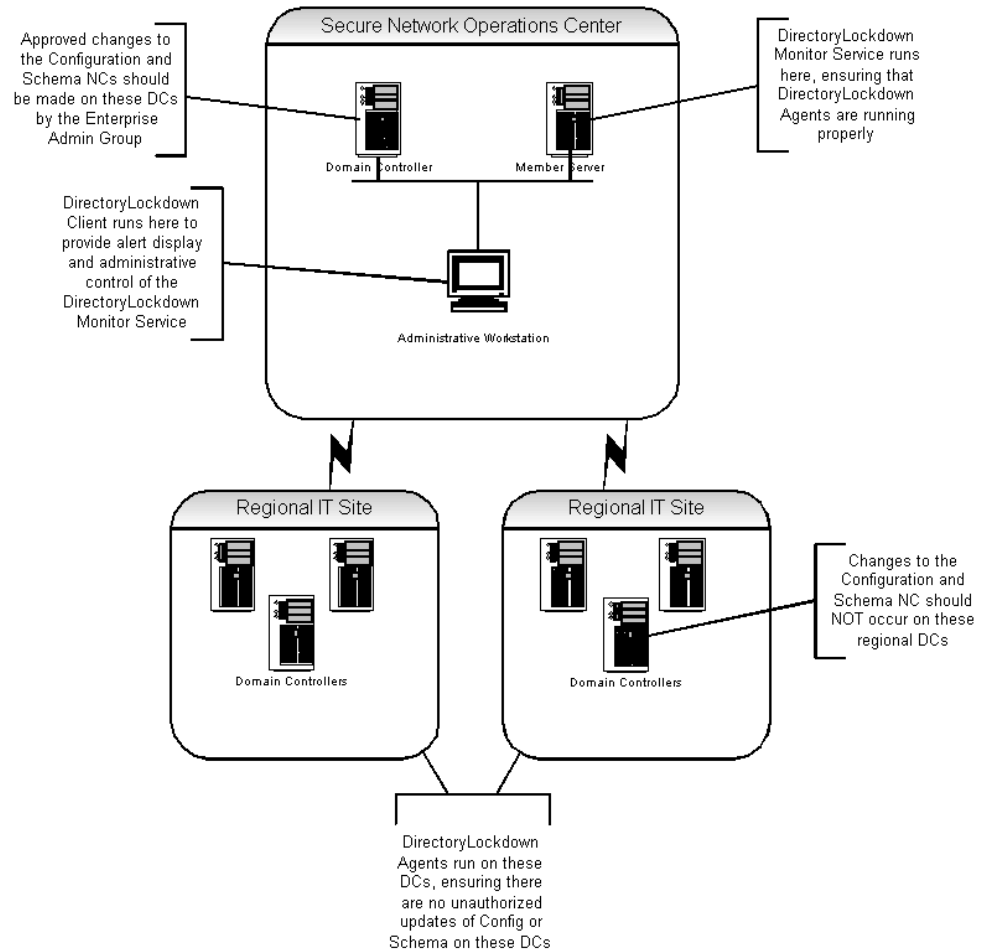 Secure Network Operations Center
Approved changes to
the Configuration and
Schema NCs should
be made on these DCs
by the Enterprise
Admin Group
DirectoryLockdown
Monitor Service runs
here, ensuring that
DirectoryLockdown
Agents are running
properly
Domain Controller
Member Server
DirectoryLockdown
Client runs here to
provide alert display
and administrative
control of the
DirectoryLockdown
Monitor Service
Administrative Workstation
Regional IT Site
Domain Controllers
Regional IT Site
Domain Controllers
Changes to the
Configuration and
Schema NC should
NOT occur on these
regional DCs
DirectoryLockdown
Agents run on these
DCs, ensuring there
are no unauthorized
updates of Config or
Schema on these DCs